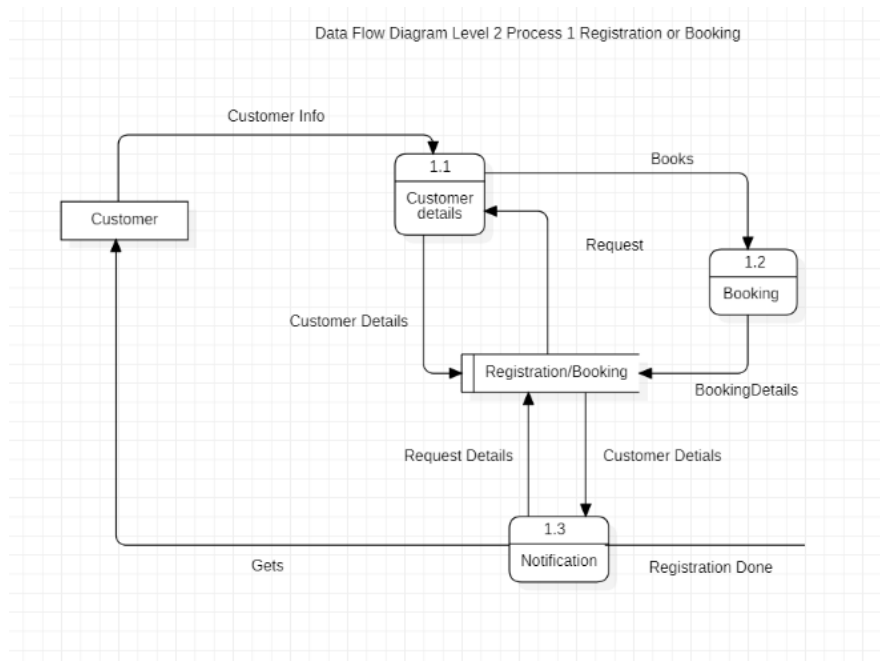 Data Flow Diagram Level 2 Process 1 Registration or Booking
Customer Info
1.1
Customer
details
Books
Customer
Request
1.2
Booking
Customer Details
Registration/Booking
BookingDetails
Request Details
Customer Detials
1.3
Notification
Gets
Registration Done